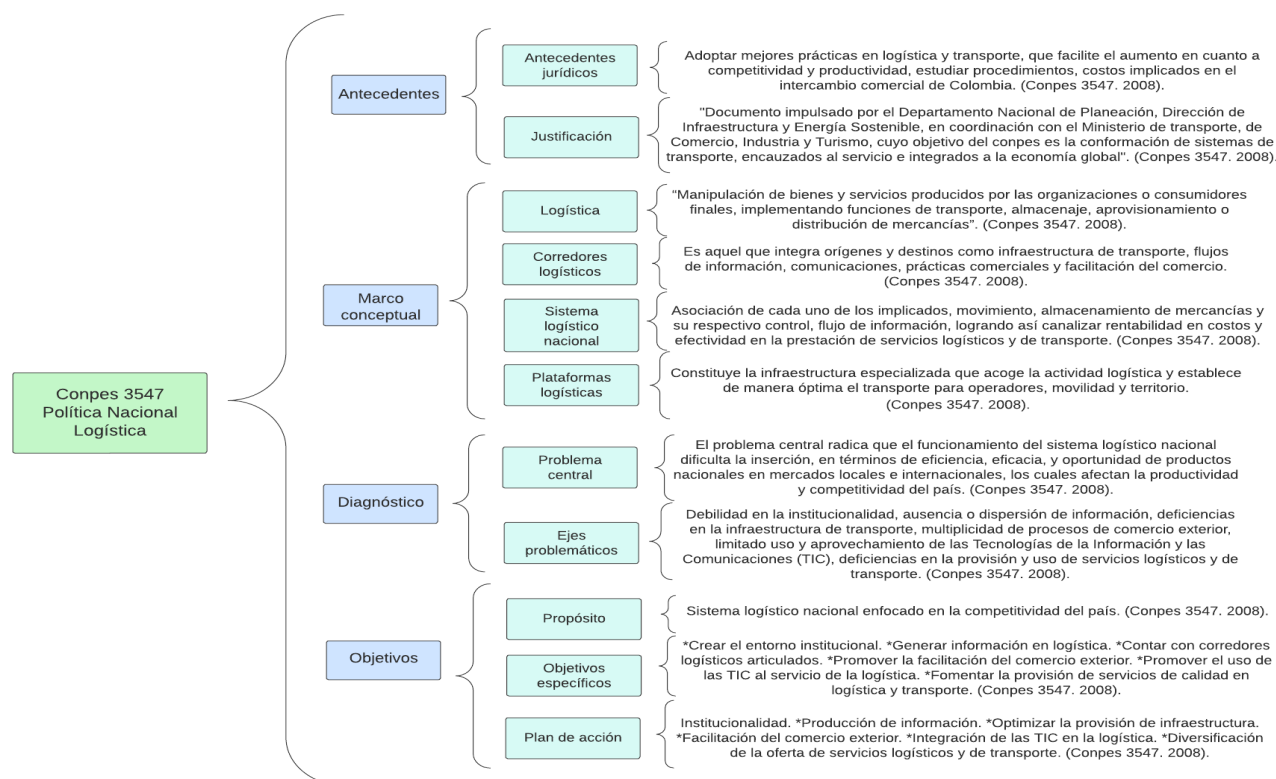 Conpes 3547
Política Nacional
Logística
Antecedentes
Antecedentes
jurídicos
Adoptar mejores prácticas en logística y transporte, que facilite el aumento en cuanto a
competitividad y productividad, estudiar procedimientos, costos implicados en el
intercambio comercial de Colombia. (Conpes 3547. 2008).
Justificación
"Documento impulsado por el Departamento Nacional de Planeación, Dirección de
Infraestructura y Energía Sostenible, en coordinación con el Ministerio de transporte, de
Comercio, Industria y Turismo, cuyo objetivo del conpes es la conformación de sistemas de
transporte, encauzados al servicio e integrados a la economía global". (Conpes 3547. 2008).
Marco
conceptual
Logística
"Manipulación de bienes y servicios producidos por las organizaciones o consumidores
finales, implementando funciones de transporte, almacenaje, aprovisionamiento o
distribución de mercancías”. (Conpes 3547. 2008).
Corredores
logísticos
Es aquel que integra orígenes y destinos como infraestructura de transporte, flujos
de información, comunicaciones, prácticas comerciales y facilitación del comercio.
(Conpes 3547. 2008).
Sistema
logístico
nacional
Asociación de cada uno de los implicados, movimiento, almacenamiento de mercancías y
su respectivo control, flujo de información, logrando así canalizar rentabilidad en costos y
efectividad en la prestación de servicios logísticos y de transporte. (Conpes 3547. 2008).
Plataformas
logísticas
Constituye la infraestructura especializada que acoge la actividad logística y establece
de manera óptima el transporte para operadores, movilidad y territorio.
(Conpes 3547. 2008).
Diagnóstico
Problema
central
El problema central radica que el funcionamiento del sistema logístico nacional
dificulta la inserción, en términos de eficiencia, eficacia, y oportunidad de productos
nacionales en mercados locales e internacionales, los cuales afectan la productividad
y competitividad del país. (Conpes 3547. 2008).
Ejes
problemáticos
Debilidad en la institucionalidad, ausencia o dispersión de información, deficiencias
en la infraestructura de transporte, multiplicidad de procesos de comercio exterior,
limitado uso y aprovechamiento de las Tecnologías de la Información y las
Comunicaciones (TIC), deficiencias en la provisión y uso de servicios logísticos y de
transporte. (Conpes 3547. 2008).
Objetivos
Propósito
Sistema logístico nacional enfocado en la competitividad del país. (Conpes 3547. 2008).
Objetivos
específicos
*Crear el entorno institucional. *Generar información en logística. *Contar con corredores
logísticos articulados. *Promover la facilitación del comercio exterior. *Promover el uso de
las TIC al servicio de la logística. *Fomentar la provisión de servicios de calidad en
logística y transporte. (Conpes 3547. 2008).
Plan de acción
Institucionalidad. *Producción de información. *Optimizar la provisión de infraestructura.
*Facilitación del comercio exterior. *Integración de las TIC en la logística. *Diversificación
de la oferta de servicios logísticos y de transporte. (Conpes 3547. 2008).